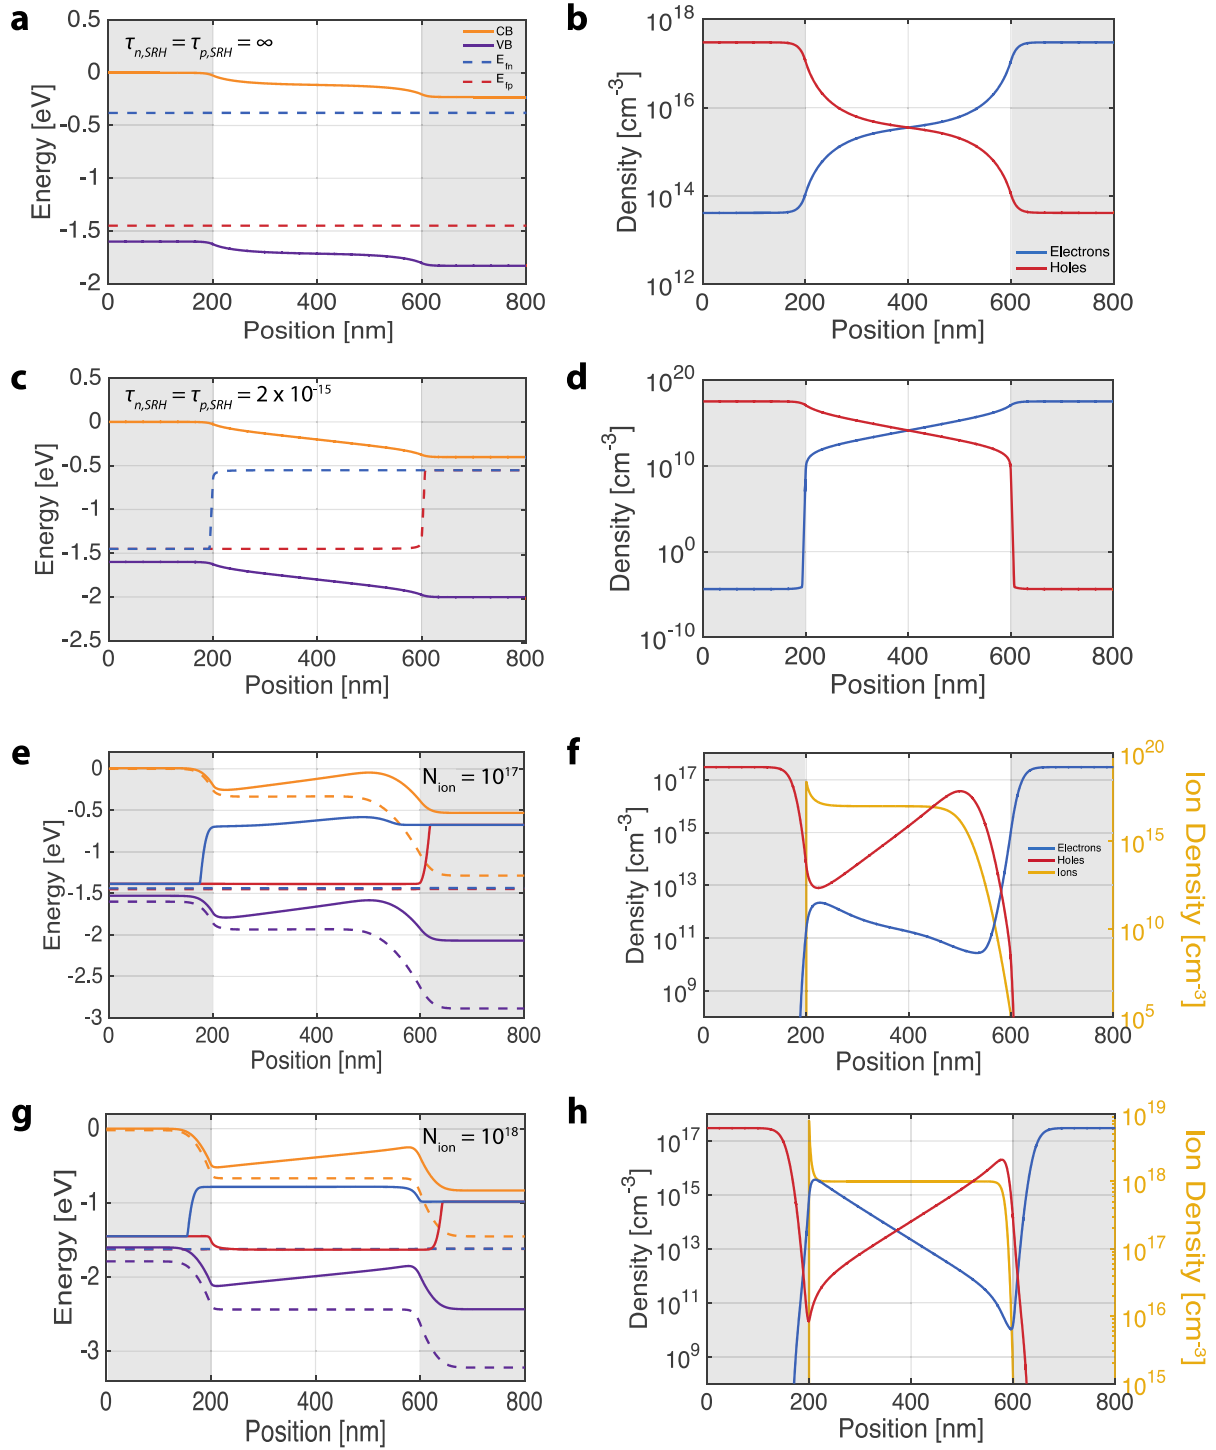 a
τn,SRH = τp,SRH = ∞
CB
VB
Efn
Efp
0.5
0
-0.5
-1
-1.5
-2
Energy [eV]
0 200 400 600 800
Position [nm]
b
10^18
10^16
10^14
10^12
Density [cm^-3]
Electrons
Holes
0 200 400 600 800
Position [nm]
c
τn,SRH = τp,SRH = 2 x 10^-15
0.5
0
-0.5
-1
-1.5
-2
-2.5
Energy [eV]
0 200 400 600 800
Position [nm]
d
10^20
10^10
10^0
10^-10
Density [cm^-3]
0 200 400 600 800
Position [nm]
e
Nion = 10^17
0
-0.5
-1
-1.5
-2
-2.5
-3
Energy [eV]
0 200 400 600 800
Position [nm]
f
10^17
10^15
10^13
10^11
10^9
Density [cm^-3]
Electrons
Holes
Ions
10^20
10^15
10^10
10^5
Ion Density [cm^-3]
0 200 400 600 800
Position [nm]
g
Nion = 10^18
0
-1
-2
-3
Energy [eV]
0 200 400 600 800
Position [nm]
h
10^17
10^15
10^13
10^11
10^9
Density [cm^-3]
10^19
10^18
10^17
10^16
10^15
Ion Density [cm^-3]
0 200 400 600 800
Position [nm]